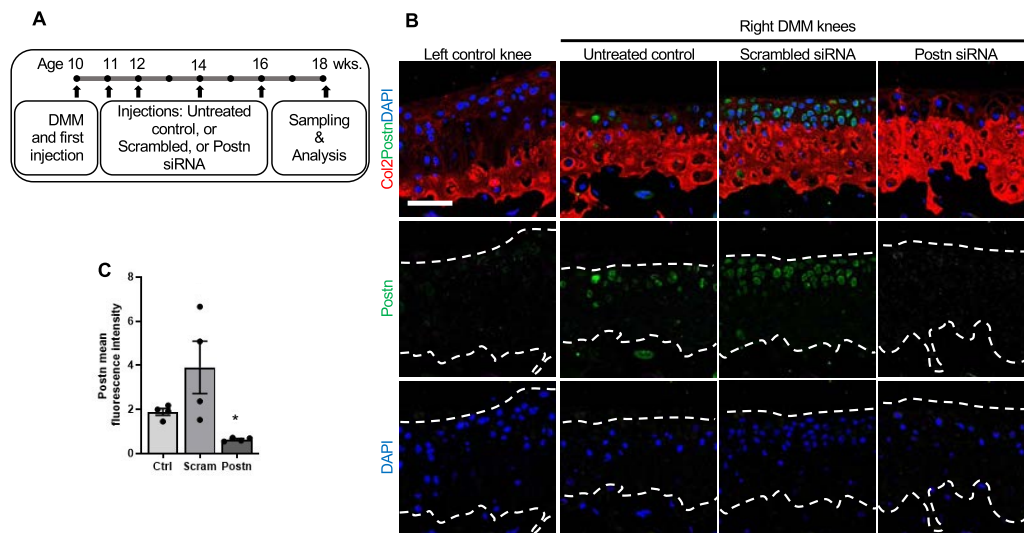 A
Age 10 11 12 14 16 18 wks.
DMM
and first
injection
Injections: Untreated
control, or
Scrambled, or Postn
siRNA
Sampling
&
Analysis
B
Right DMM knees
Left control knee
Untreated control
Scrambled siRNA
Postn siRNA
Col2PostnDAPI
Postn
DAPI
C
Postn mean
fluorescence intensity
8
6
4
2
0
*
Ctrl Scram Postn